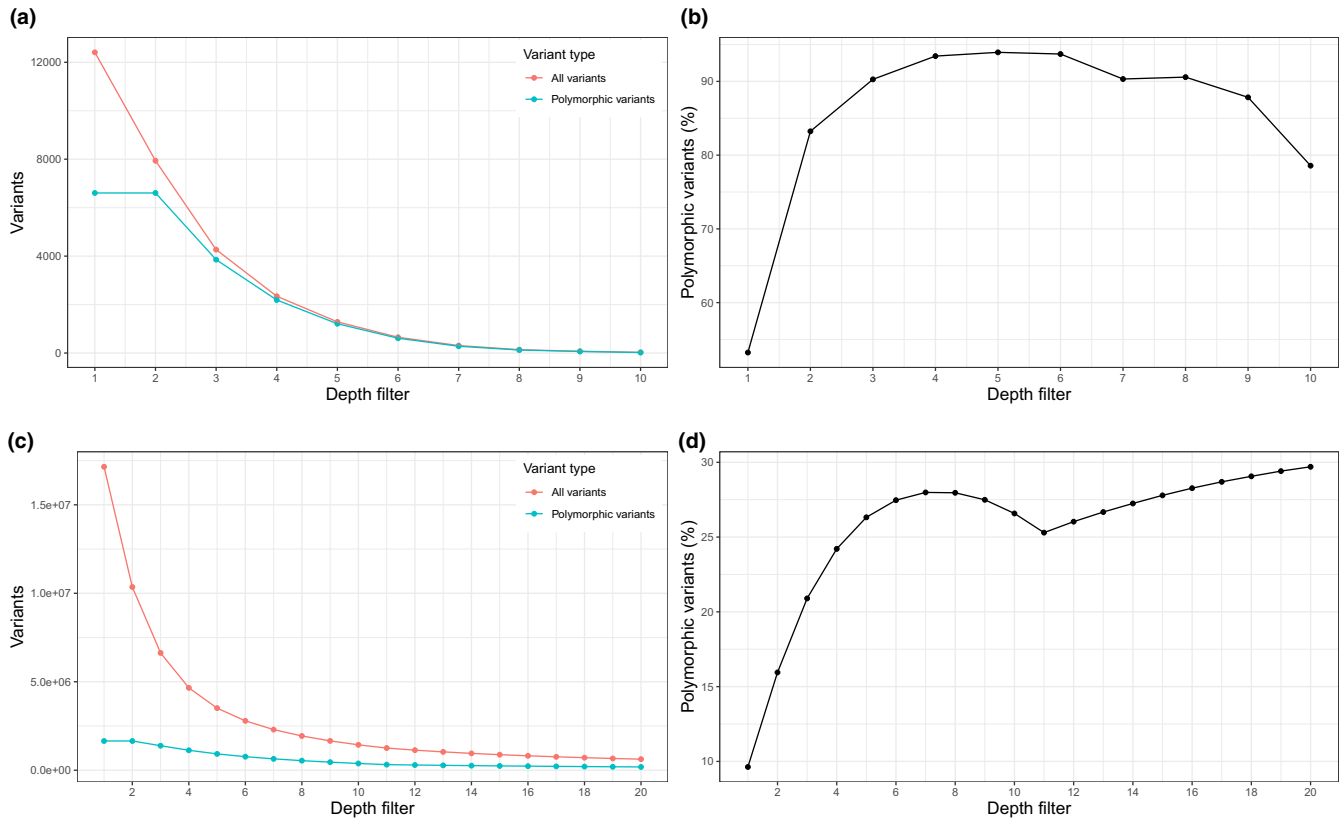 (a)
Variants
12000
8000
4000
0
1 2 3 4 5 6 7 8 9 10
Depth filter
Variant type
All variants
Polymorphic variants
(b)
Polymorphic variants (%)
90
80
70
60
1 2 3 4 5 6 7 8 9 10
Depth filter
(c)
Variants
1.5e+07
1.0e+07
5.0e+06
0.0e+00
2 4 6 8 10 12 14 16 18 20
Depth filter
Variant type
All variants
Polymorphic variants
(d)
Polymorphic variants (%)
30
25
20
15
10
2 4 6 8 10 12 14 16 18 20
Depth filter